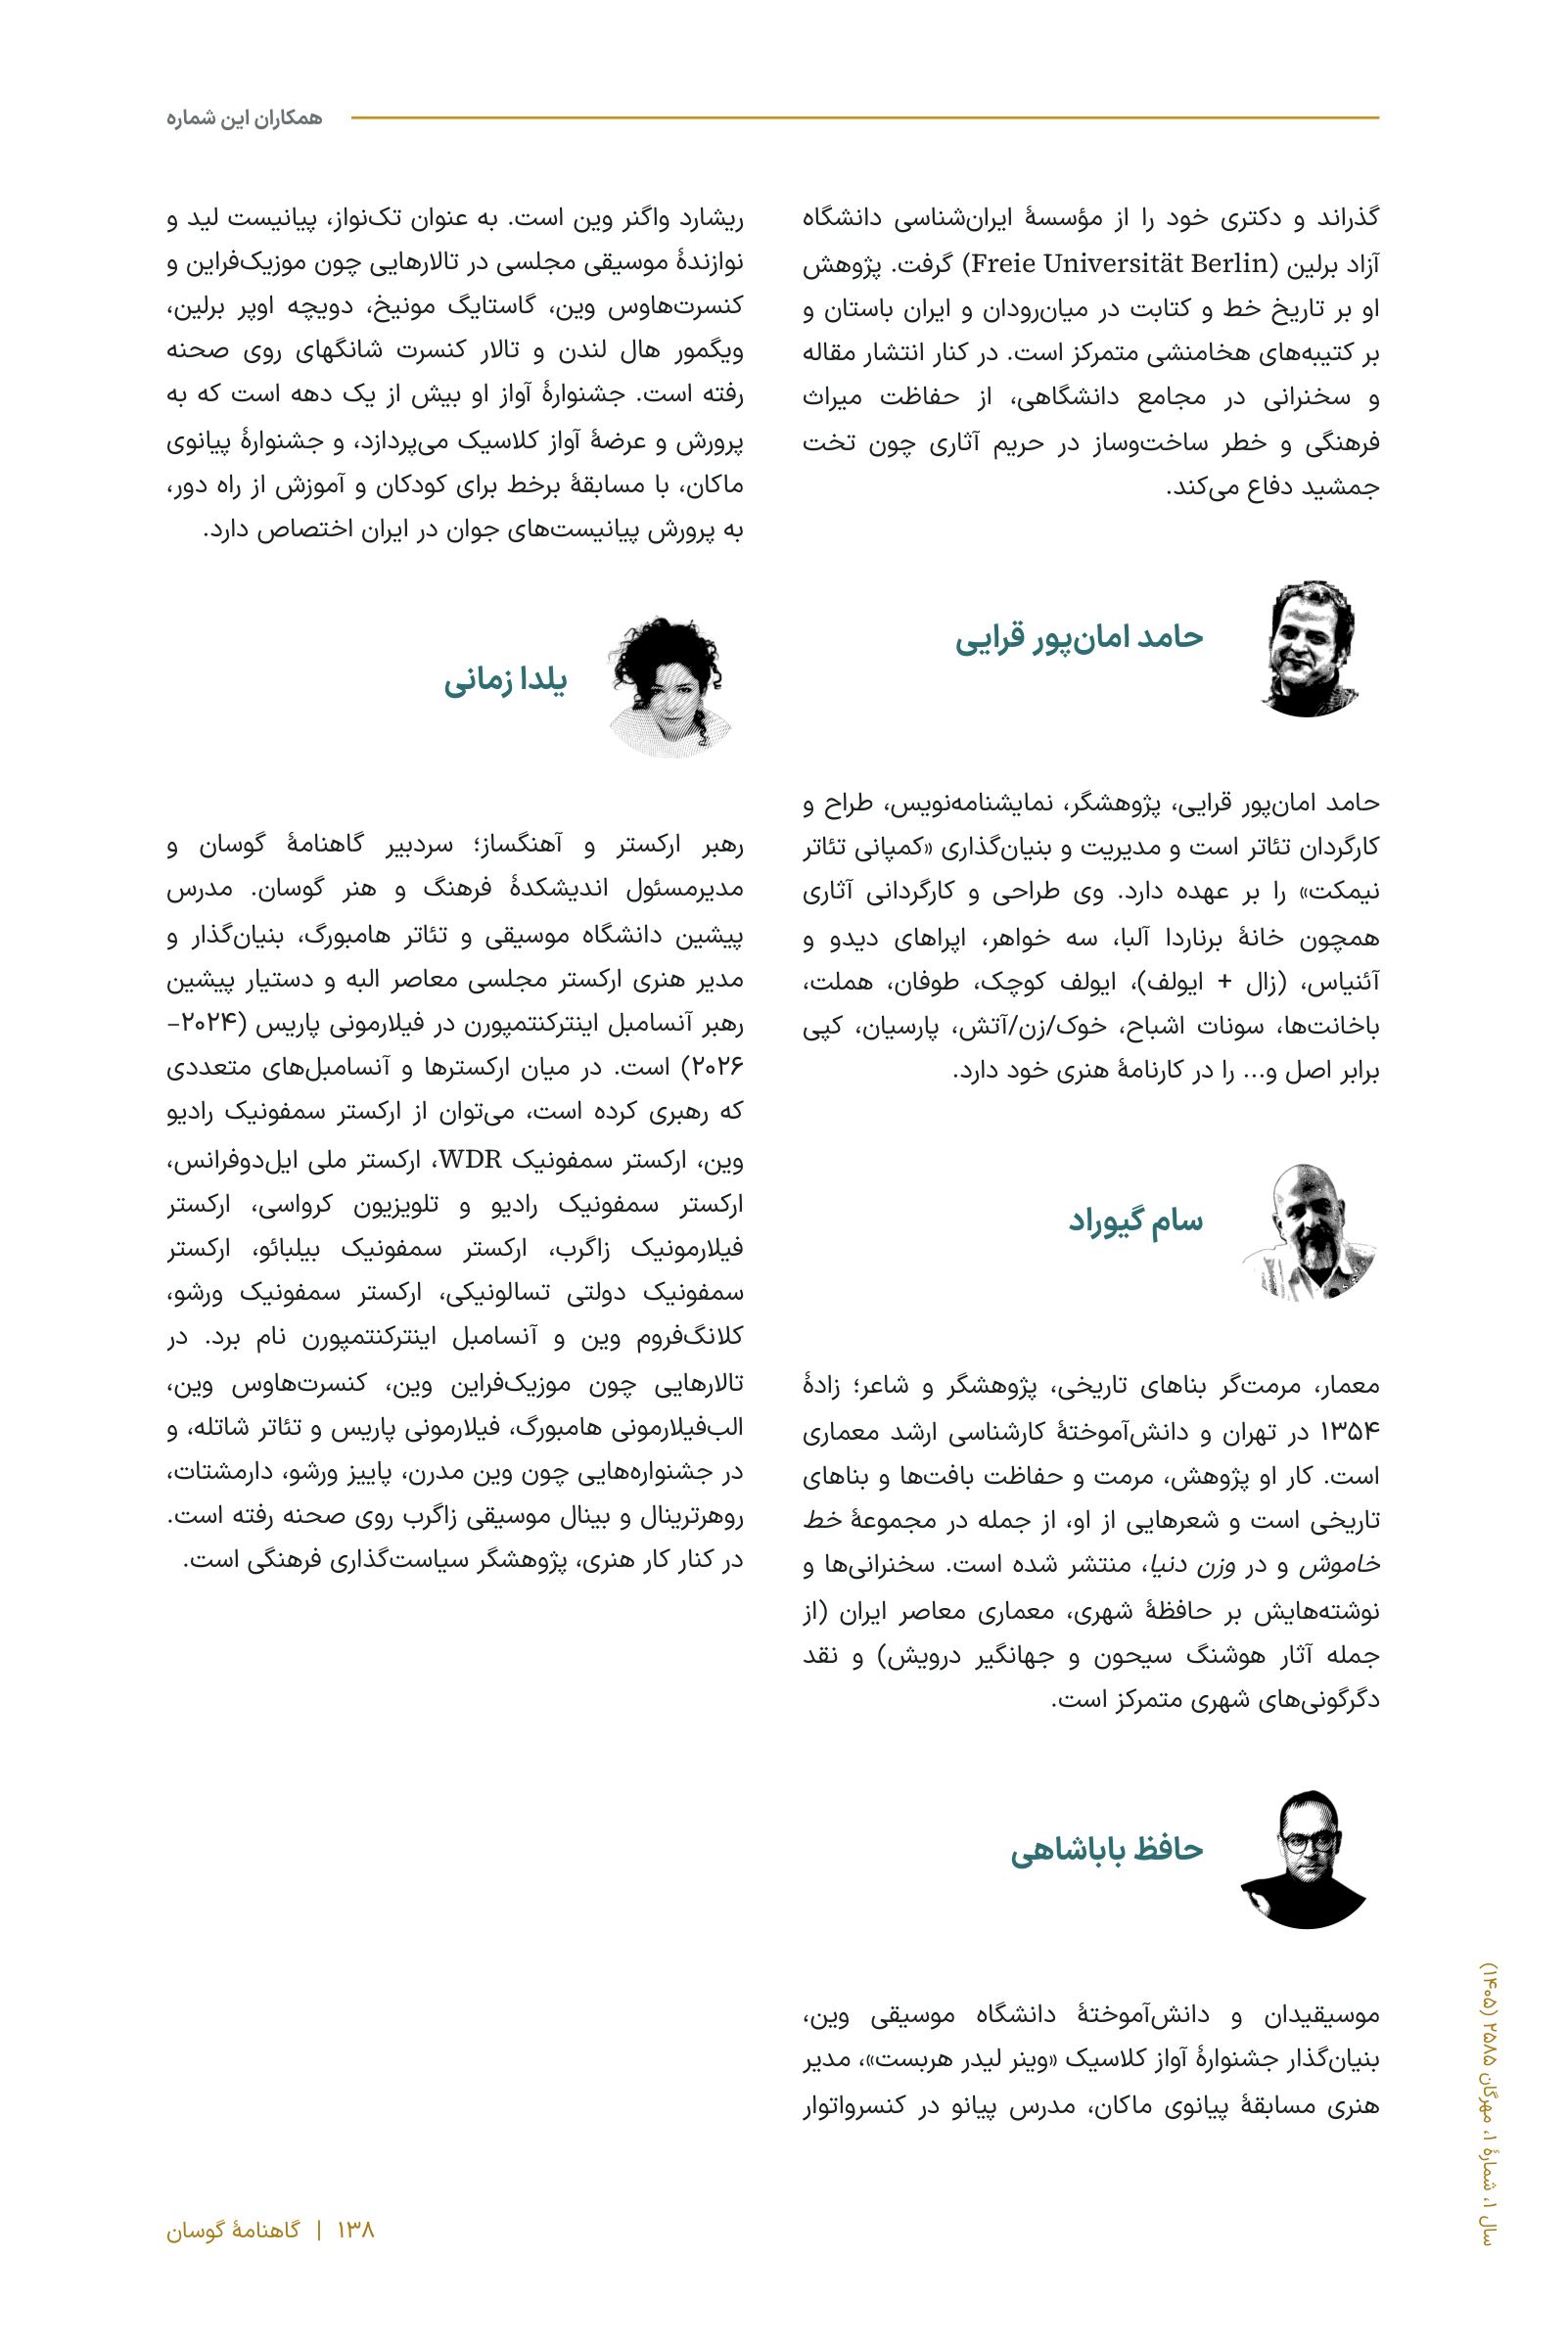 همکاران این شماره
گذراند و دکتری خود را از مؤسسهٔ ایران‌شناسی دانشگاه
آزاد برلین (Freie Universität Berlin) گرفت. پژوهش
او بر تاریخ خط و کتابت در میان‌رودان و ایران باستان و
بر کتیبه‌های هخامنشی متمرکز است. در کنار انتشار مقاله
و سخنرانی در مجامع دانشگاهی، از حفاظت میراث
فرهنگی و خطر ساخت‌وساز در حریم آثاری چون تخت
جمشید دفاع می‌کند.
حامد امان‌پور قرایی
حامد امان‌پور قرایی، پژوهشگر، نمایشنامه‌نویس، طراح و
کارگردان تئاتر است و مدیریت و بنیان‌گذاری «کمپانی تئاتر
نیمکت» را بر عهده دارد. وی طراحی و کارگردانی آثاری
همچون خانهٔ برناردا آلبا، سه خواهر، اپراهای دیدو و
آئنیاس، (زال + ایولف)، ایولف کوچک، طوفان، هملت،
باخانت‌ها، سونات اشباح، خوک/زن/آتش، پارسیان، کپی
برابر اصل و… را در کارنامهٔ هنری خود دارد.
سام گیوراد
معمار، مرمت‌گر بناهای تاریخی، پژوهشگر و شاعر؛ زادهٔ
۱۳۵۴ در تهران و دانش‌آموختهٔ کارشناسی ارشد معماری
است. کار او پژوهش، مرمت و حفاظت بافت‌ها و بناهای
تاریخی است و شعرهایی از او، از جمله در مجموعهٔ خط
خاموش و در وزن دنیا، منتشر شده است. سخنرانی‌ها و
نوشته‌هایش بر حافظهٔ شهری، معماری معاصر ایران (از
جمله آثار هوشنگ سیحون و جهانگیر درویش) و نقد
دگرگونی‌های شهری متمرکز است.
حافظ باباشاهی
موسیقیدان و دانش‌آموختهٔ دانشگاه موسیقی وین،
بنیان‌گذار جشنوارهٔ آواز کلاسیک «وینر لیدر هربست»، مدیر
هنری مسابقهٔ پیانوی ماکان، مدرس پیانو در کنسرواتوار
ریشارد واگنر وین است. به عنوان تک‌نواز، پیانیست لید و
نوازندهٔ موسیقی مجلسی در تالارهایی چون موزیک‌فراین و
کنسرت‌هاوس وین، گاستایگ مونیخ، دویچه اوپر برلین،
ویگمور هال لندن و تالار کنسرت شانگهای روی صحنه
رفته است. جشنوارهٔ آواز او بیش از یک دهه است که به
پرورش و عرضهٔ آواز کلاسیک می‌پردازد، و جشنوارهٔ پیانوی
ماکان، با مسابقهٔ برخط برای کودکان و آموزش از راه دور،
به پرورش پیانیست‌های جوان در ایران اختصاص دارد.
یلدا زمانی
رهبر ارکستر و آهنگساز؛ سردبیر گاهنامهٔ گوسان و
مدیرمسئول اندیشکدهٔ فرهنگ و هنر گوسان. مدرس
پیشین دانشگاه موسیقی و تئاتر هامبورگ، بنیان‌گذار و
مدیر هنری ارکستر مجلسی معاصر البه و دستیار پیشین
رهبر آنسامبل اینترکنتمپورن در فیلارمونی پاریس (۲۰۲۴–
۲۰۲۶) است. در میان ارکسترها و آنسامبل‌های متعددی
که رهبری کرده است، می‌توان از ارکستر سمفونیک رادیو
وین، ارکستر سمفونیک WDR، ارکستر ملی ایل‌دوفرانس،
ارکستر سمفونیک رادیو و تلویزیون کرواسی، ارکستر
فیلارمونیک زاگرب، ارکستر سمفونیک بیلبائو، ارکستر
سمفونیک دولتی تسالونیکی، ارکستر سمفونیک ورشو،
کلانگ‌فروم وین و آنسامبل اینترکنتمپورن نام برد. در
تالارهایی چون موزیک‌فراین وین، کنسرت‌هاوس وین،
الب‌فیلارمونی هامبورگ، فیلارمونی پاریس و تئاتر شاتله، و
در جشنواره‌هایی چون وین مدرن، پاییز ورشو، دارمشتات،
روهرترینال و بینال موسیقی زاگرب روی صحنه رفته است.
در کنار کار هنری، پژوهشگر سیاست‌گذاری فرهنگی است.
سال ۱، شمارهٔ ۱، مهرگان ۲۵۸۵ (۱۴۰۵)
۱۳۸ | گاهنامهٔ گوسان